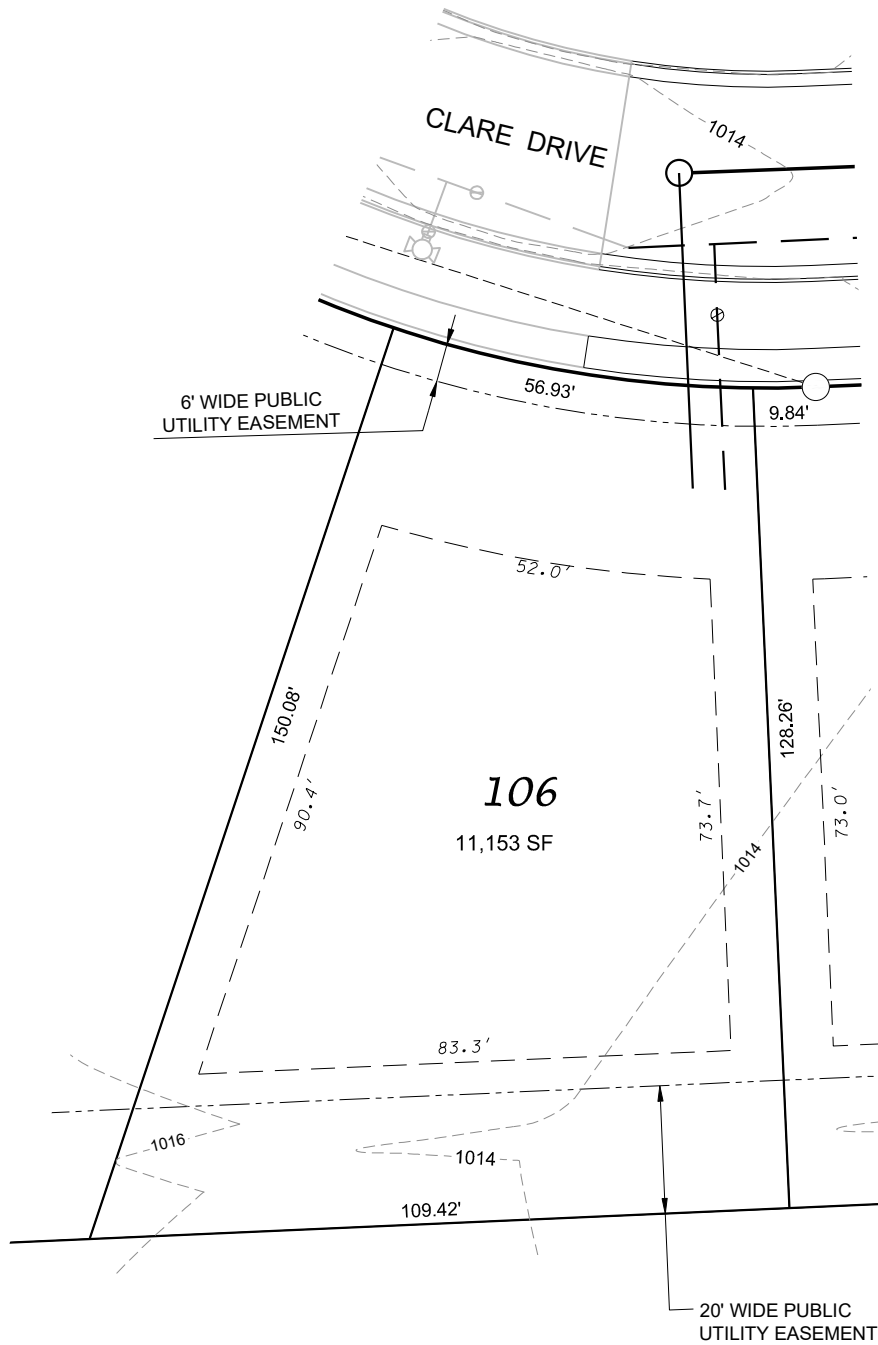 CLARE DRIVE
1014
6' WIDE PUBLIC
UTILITY EASEMENT
56.93'
9.84'
52.0'
150.08'
90.4'
106
11,153 SF
73.7'
128.26'
73.0'
1014
83.3'
1016
1014
109.42'
20' WIDE PUBLIC
UTILITY EASEMENT